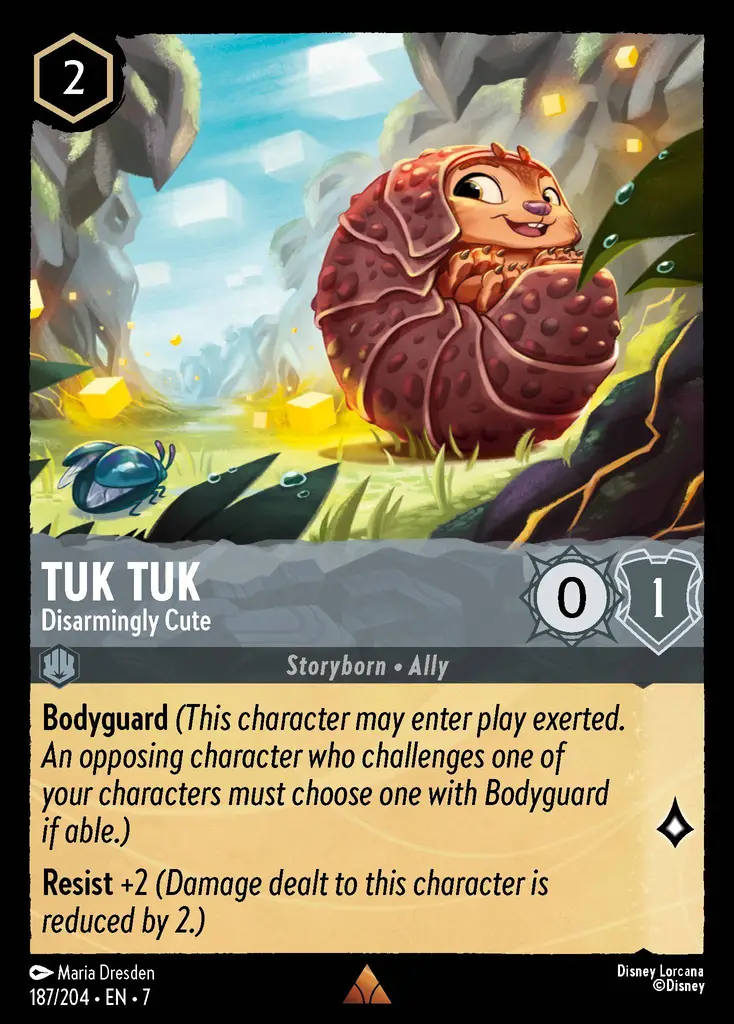 2
TUK TUK
Disarmingly Cute
0
1
Storyborn • Ally
Bodyguard (This character may enter play exerted.
An opposing character who challenges one of
your characters must choose one with Bodyguard
if able.)
Resist +2 (Damage dealt to this character is
reduced by 2.)
Maria Dresden
187/204 • EN • 7
Disney Lorcana
©Disney